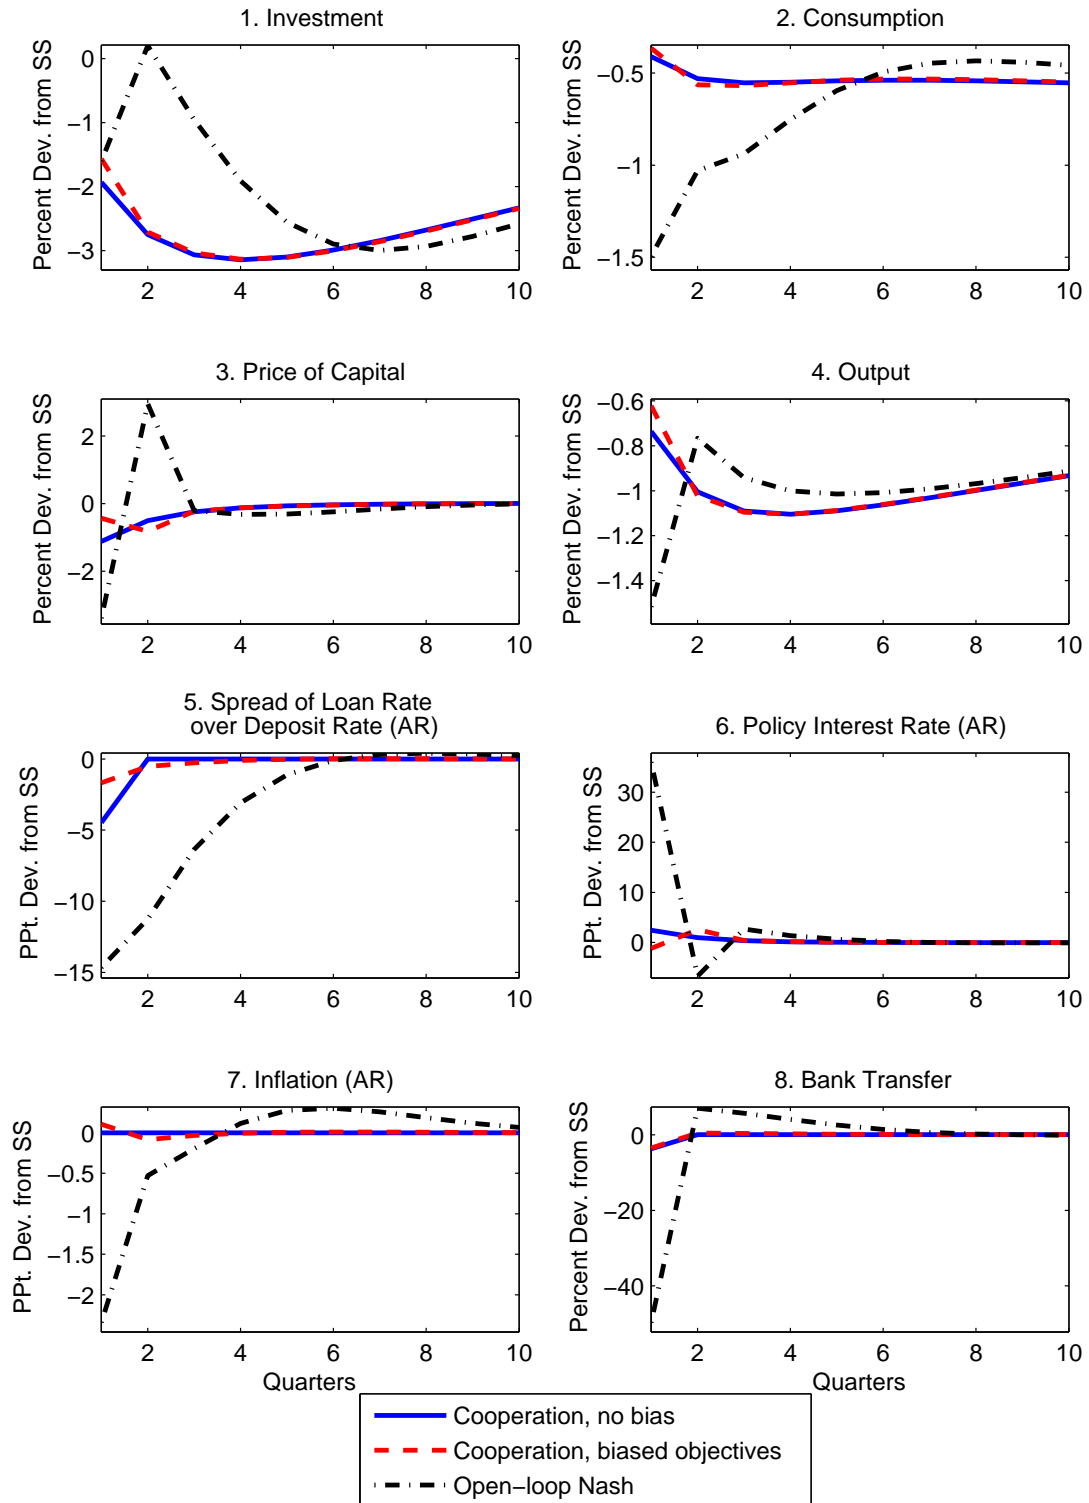 1. Investment
Percent Dev. from SS
0
−1
−2
−3
2 4 6 8 10
2. Consumption
Percent Dev. from SS
−0.5
−1
−1.5
2 4 6 8 10
3. Price of Capital
Percent Dev. from SS
2
0
−2
2 4 6 8 10
4. Output
Percent Dev. from SS
−0.6
−0.8
−1
−1.2
−1.4
2 4 6 8 10
5. Spread of Loan Rate
over Deposit Rate (AR)
PPt. Dev. from SS
0
−5
−10
−15
2 4 6 8 10
6. Policy Interest Rate (AR)
PPt. Dev. from SS
30
20
10
0
2 4 6 8 10
7. Inflation (AR)
PPt. Dev. from SS
0
−0.5
−1
−1.5
−2
2 4 6 8 10
Quarters
8. Bank Transfer
Percent Dev. from SS
0
−20
−40
2 4 6 8 10
Quarters
Cooperation, no bias
Cooperation, biased objectives
Open−loop Nash